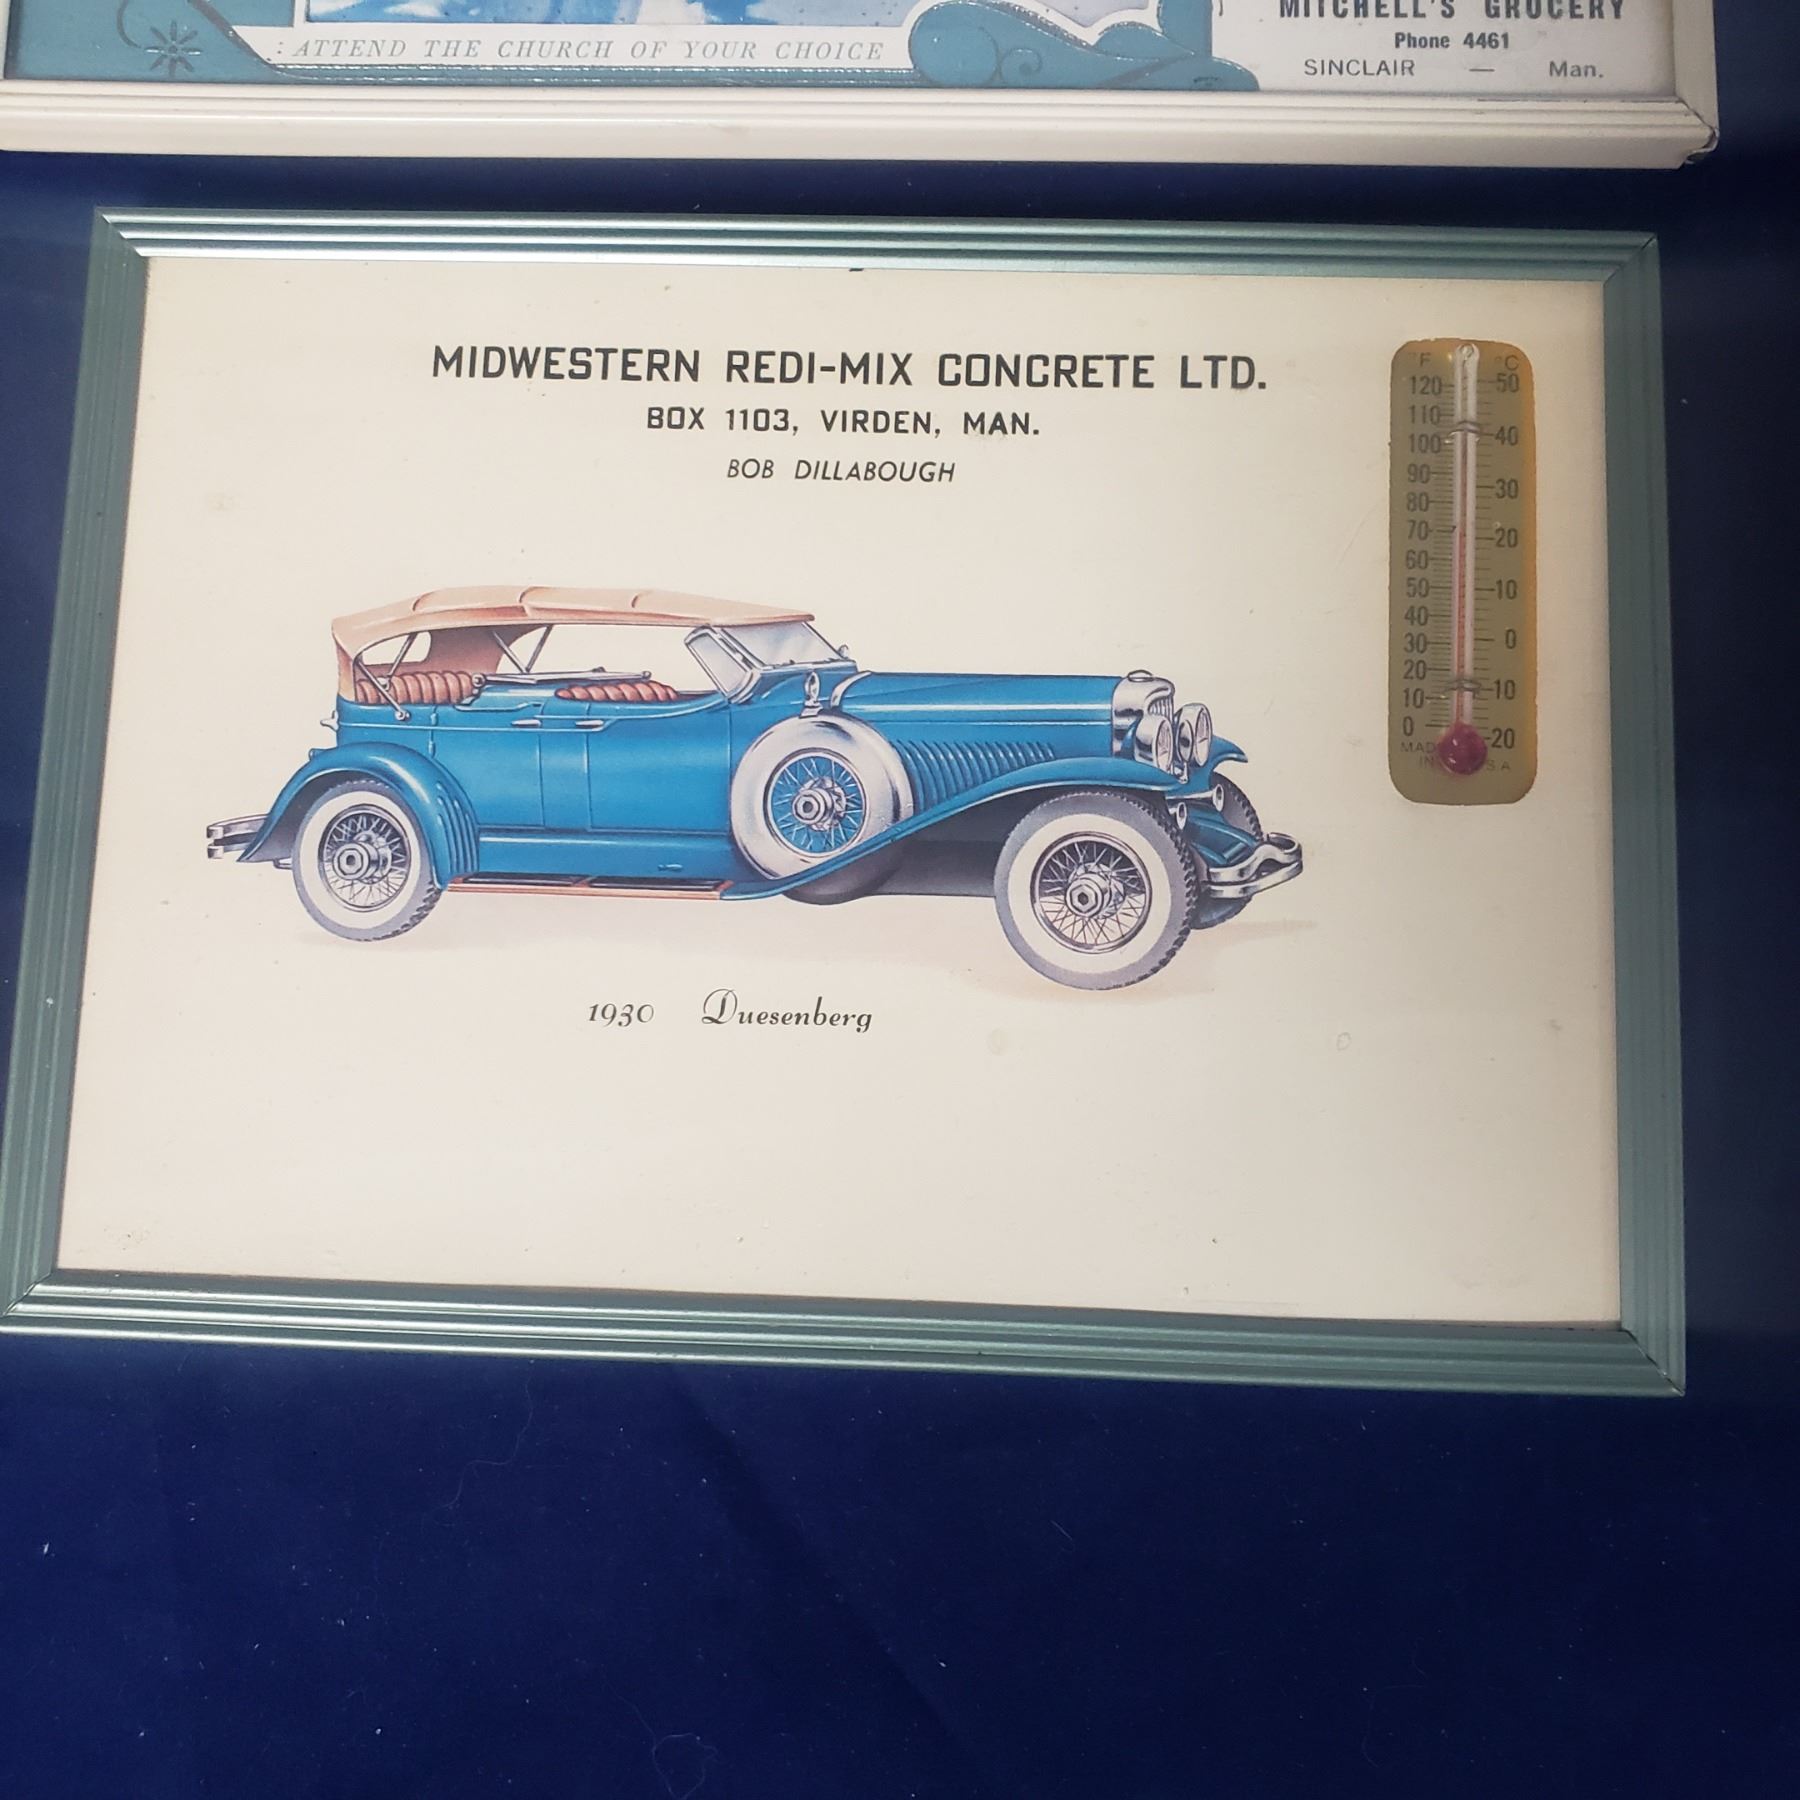 ATTEND THE CHURCH OF YOUR CHOICE
MITCHELL'S GROCERY
Phone 4461
SINCLAIR — Man.
MIDWESTERN REDI-MIX CONCRETE LTD.
BOX 1103, VIRDEN, MAN.
BOB DILLABOUGH
°F °C
120 50
110
100 40
90
80 30
70
60 20
50 10
40
30 0
20
10 -10
0 -20
MAD
IN S.A
1930 Duesenberg